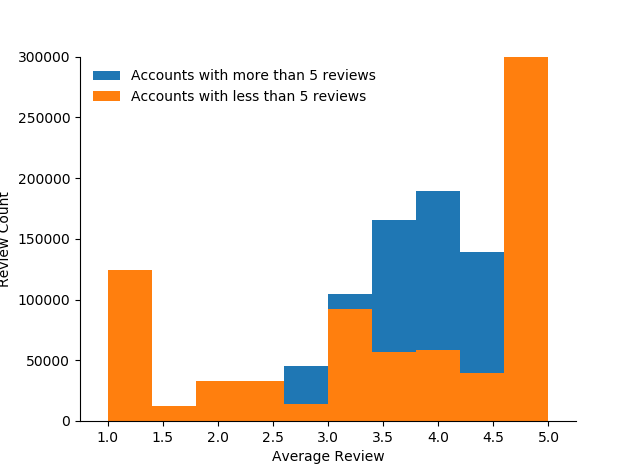 300000
250000
200000
150000
100000
50000
0
Review Count
Accounts with more than 5 reviews
Accounts with less than 5 reviews
1.0 1.5 2.0 2.5 3.0 3.5 4.0 4.5 5.0
Average Review